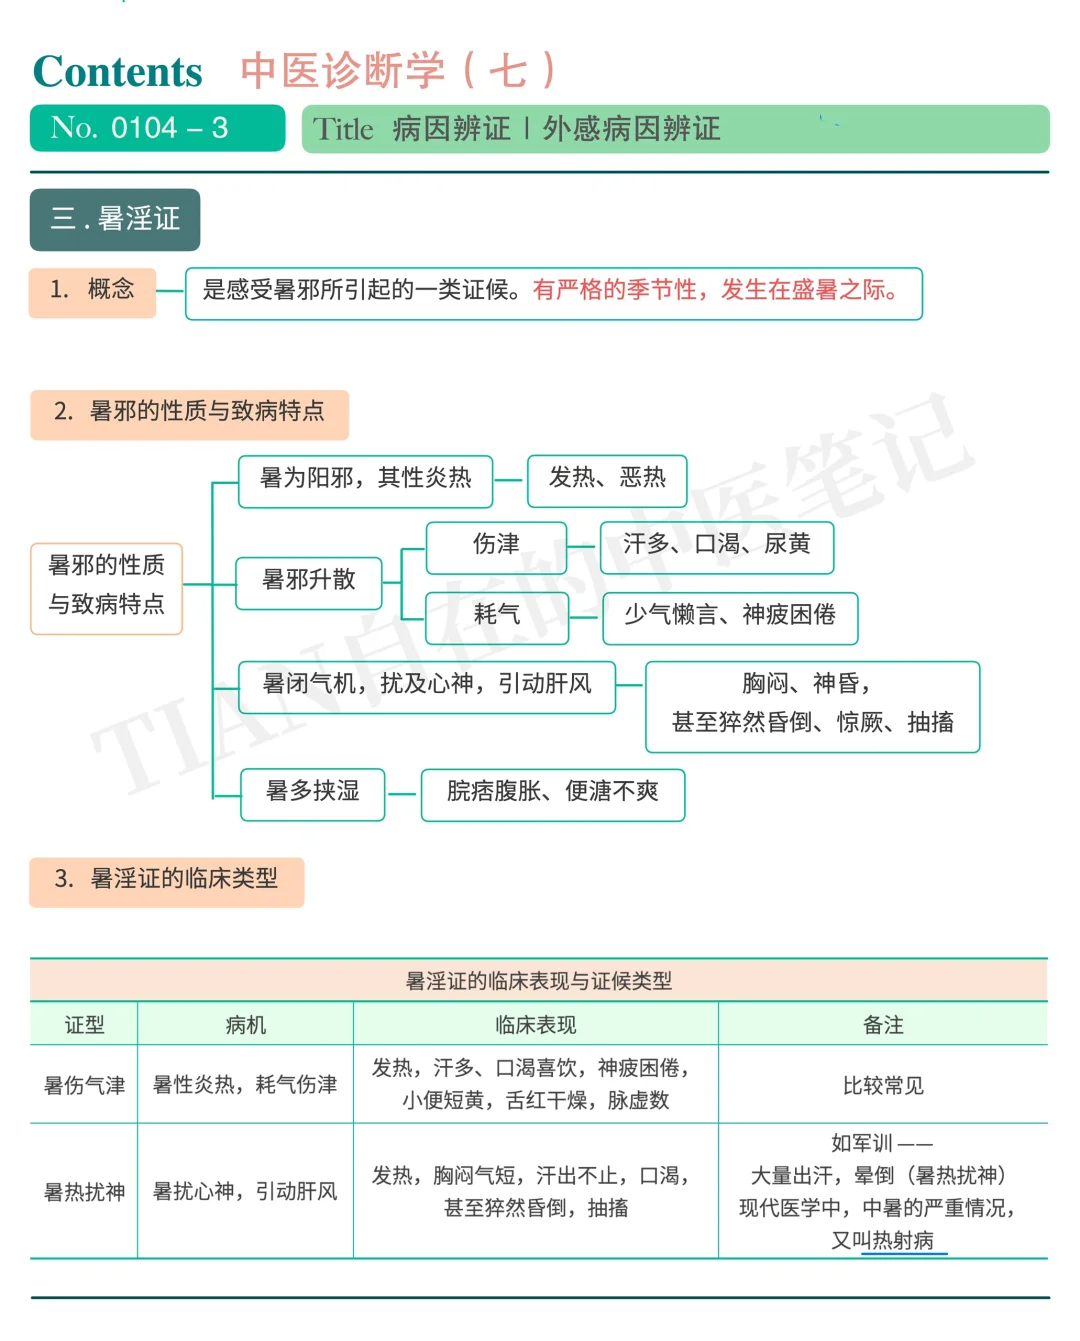 Contents 中医诊断学（七）
No. 0104 – 3
Title 病因辨证丨外感病因辨证
三 . 暑淫证
1. 概念
是感受暑邪所引起的一类证候。有严格的季节性，发生在盛暑之际。
2. 暑邪的性质与致病特点
暑邪的性质
与致病特点
暑为阳邪，其性炎热
发热、恶热
暑邪升散
伤津
汗多、口渴、尿黄
耗气
少气懒言、神疲困倦
暑闭气机，扰及心神，引动肝风
胸闷、神昏，
甚至猝然昏倒、惊厥、抽搐
暑多挟湿
脘痞腹胀、便溏不爽
TIAN自在的中医笔记
3. 暑淫证的临床类型
暑淫证的临床表现与证候类型
证型 病机 临床表现 备注
暑伤气津
暑性炎热，耗气伤津
发热，汗多、口渴喜饮，神疲困倦，
小便短黄，舌红干燥，脉虚数
比较常见
暑热扰神
暑扰心神，引动肝风
发热，胸闷气短，汗出不止，口渴，
甚至猝然昏倒，抽搐
如军训 ——
大量出汗，晕倒（暑热扰神）
现代医学中，中暑的严重情况，
又叫热射病